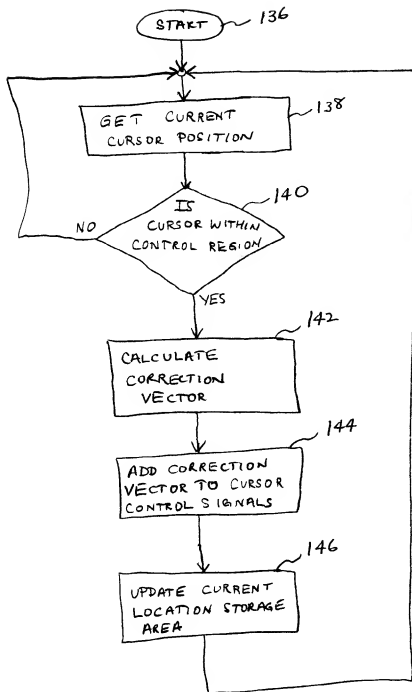 START
136
GET CURRENT
CURSOR POSITION
138
IS
CURSOR WITHIN
CONTROL REGION
140
NO
YES
CALCULATE
CORRECTION
VECTOR
142
ADD CORRECTION
VECTOR TO CURSOR
CONTROL SIGNALS
144
UPDATE CURRENT
LOCATION STORAGE
AREA
146